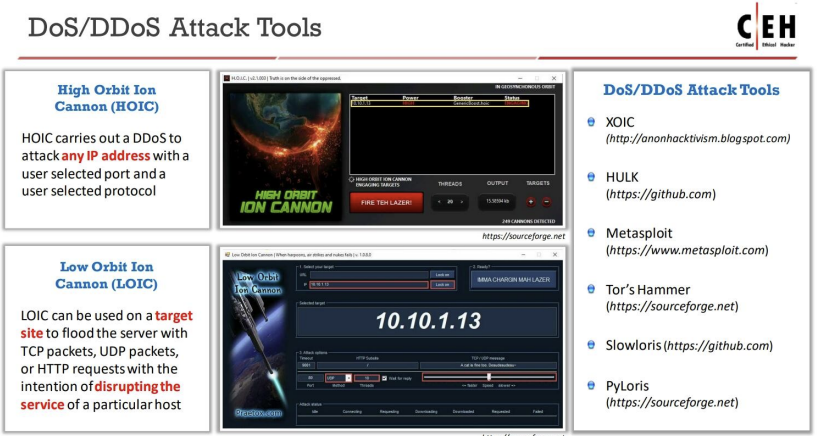 DoS/DDoS Attack Tools
C|EH
Certified Ethical Hacker
High Orbit Ion
Cannon (HOIC)
HOIC carries out a DDoS to
attack any IP address with a
user selected port and a
user selected protocol
H.O.I.C. | v2.1.003 | Truth is on the side of the oppressed.
IN GEOSYNCHRONOUS ORBIT
Target Power Booster Status
10.10.1.13 GenericBoost.hoic
HIGH ORBIT ION CANNON
ENGAGING TARGETS
THREADS OUTPUT TARGETS
HIGH ORBIT
ION CANNON
FIRE TEH LAZER!
< 20 >
249 CANNONS DETECTED
https://sourceforge.net
Low Orbit Ion
Cannon (LOIC)
LOIC can be used on a target
site to flood the server with
TCP packets, UDP packets,
or HTTP requests with the
intention of disrupting the
service of a particular host
Low Orbit Ion Cannon | When harpoons, air strikes and nukes fail | v. 1.0.8.0
Low Orbit
Ion Cannon
1. Select your target
URL Lock on
IP 10.10.1.13 Lock on
2. Ready?
IMMA CHARGIN MAH LAZER
Selected target
10.10.1.13
3. Attack options
Timeout HTTP Subsite TCP / UDP message
9001 /
80 UDP 10 Wait for reply
Port Method Threads <= faster Speed slower =>
Attack status
Idle Connecting Requesting Downloading Downloaded Requested Failed
Praetox.com
DoS/DDoS Attack Tools
XOIC
(http://anonhacktivism.blogspot.com)
HULK
(https://github.com)
Metasploit
(https://www.metasploit.com)
Tor's Hammer
(https://sourceforge.net)
Slowloris (https://github.com)
PyLoris
(https://sourceforge.net)